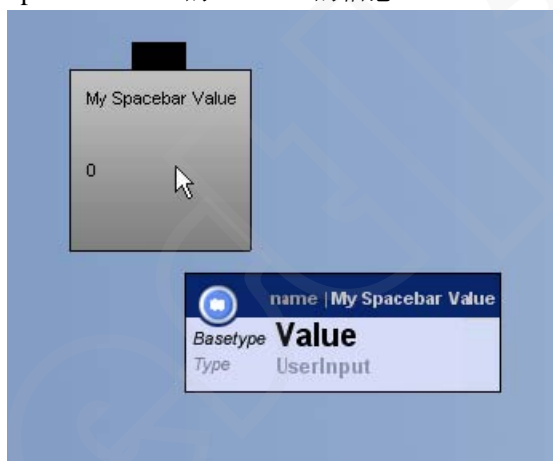 My Spacebar Value
0
name | My Spacebar Value
Basetype Value
Type UserInput